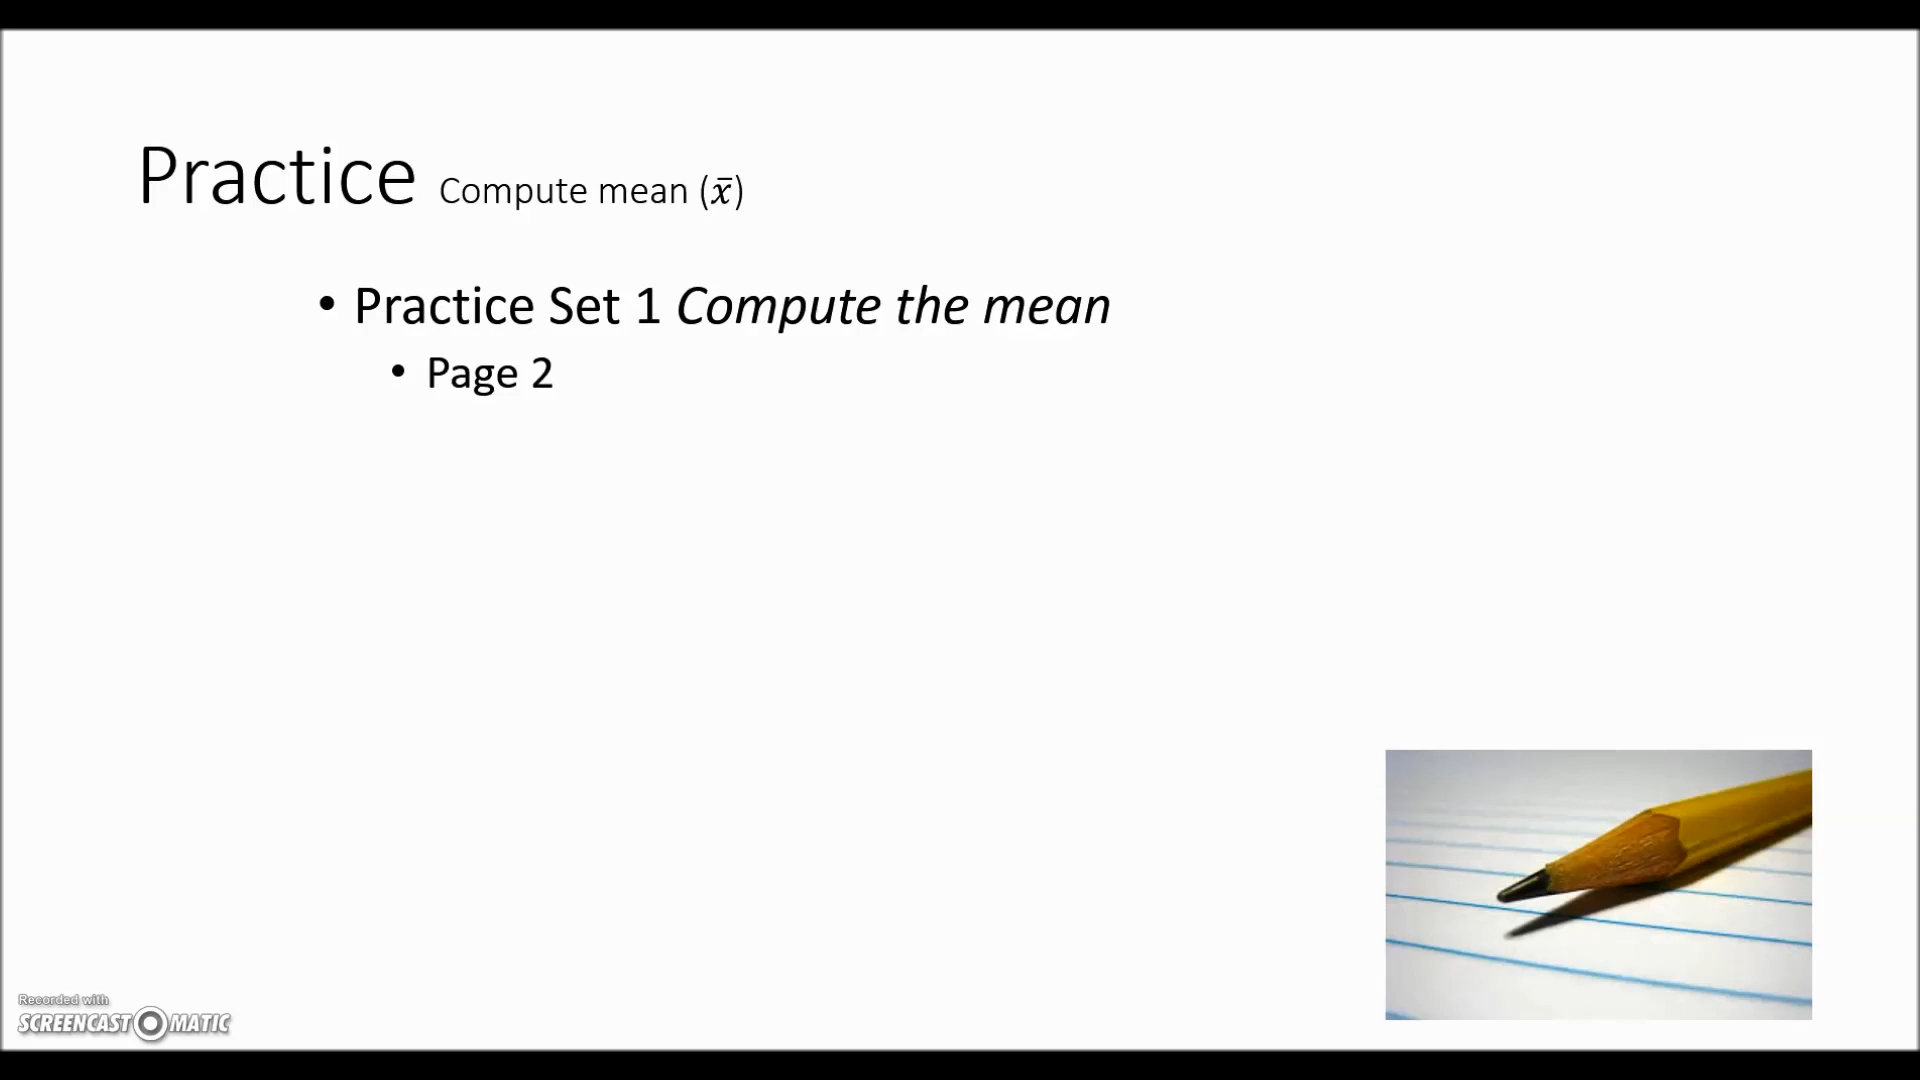 Practice Compute mean (x̄)
• Practice Set 1 Compute the mean
• Page 2
Recorded with
SCREENCAST MATIC